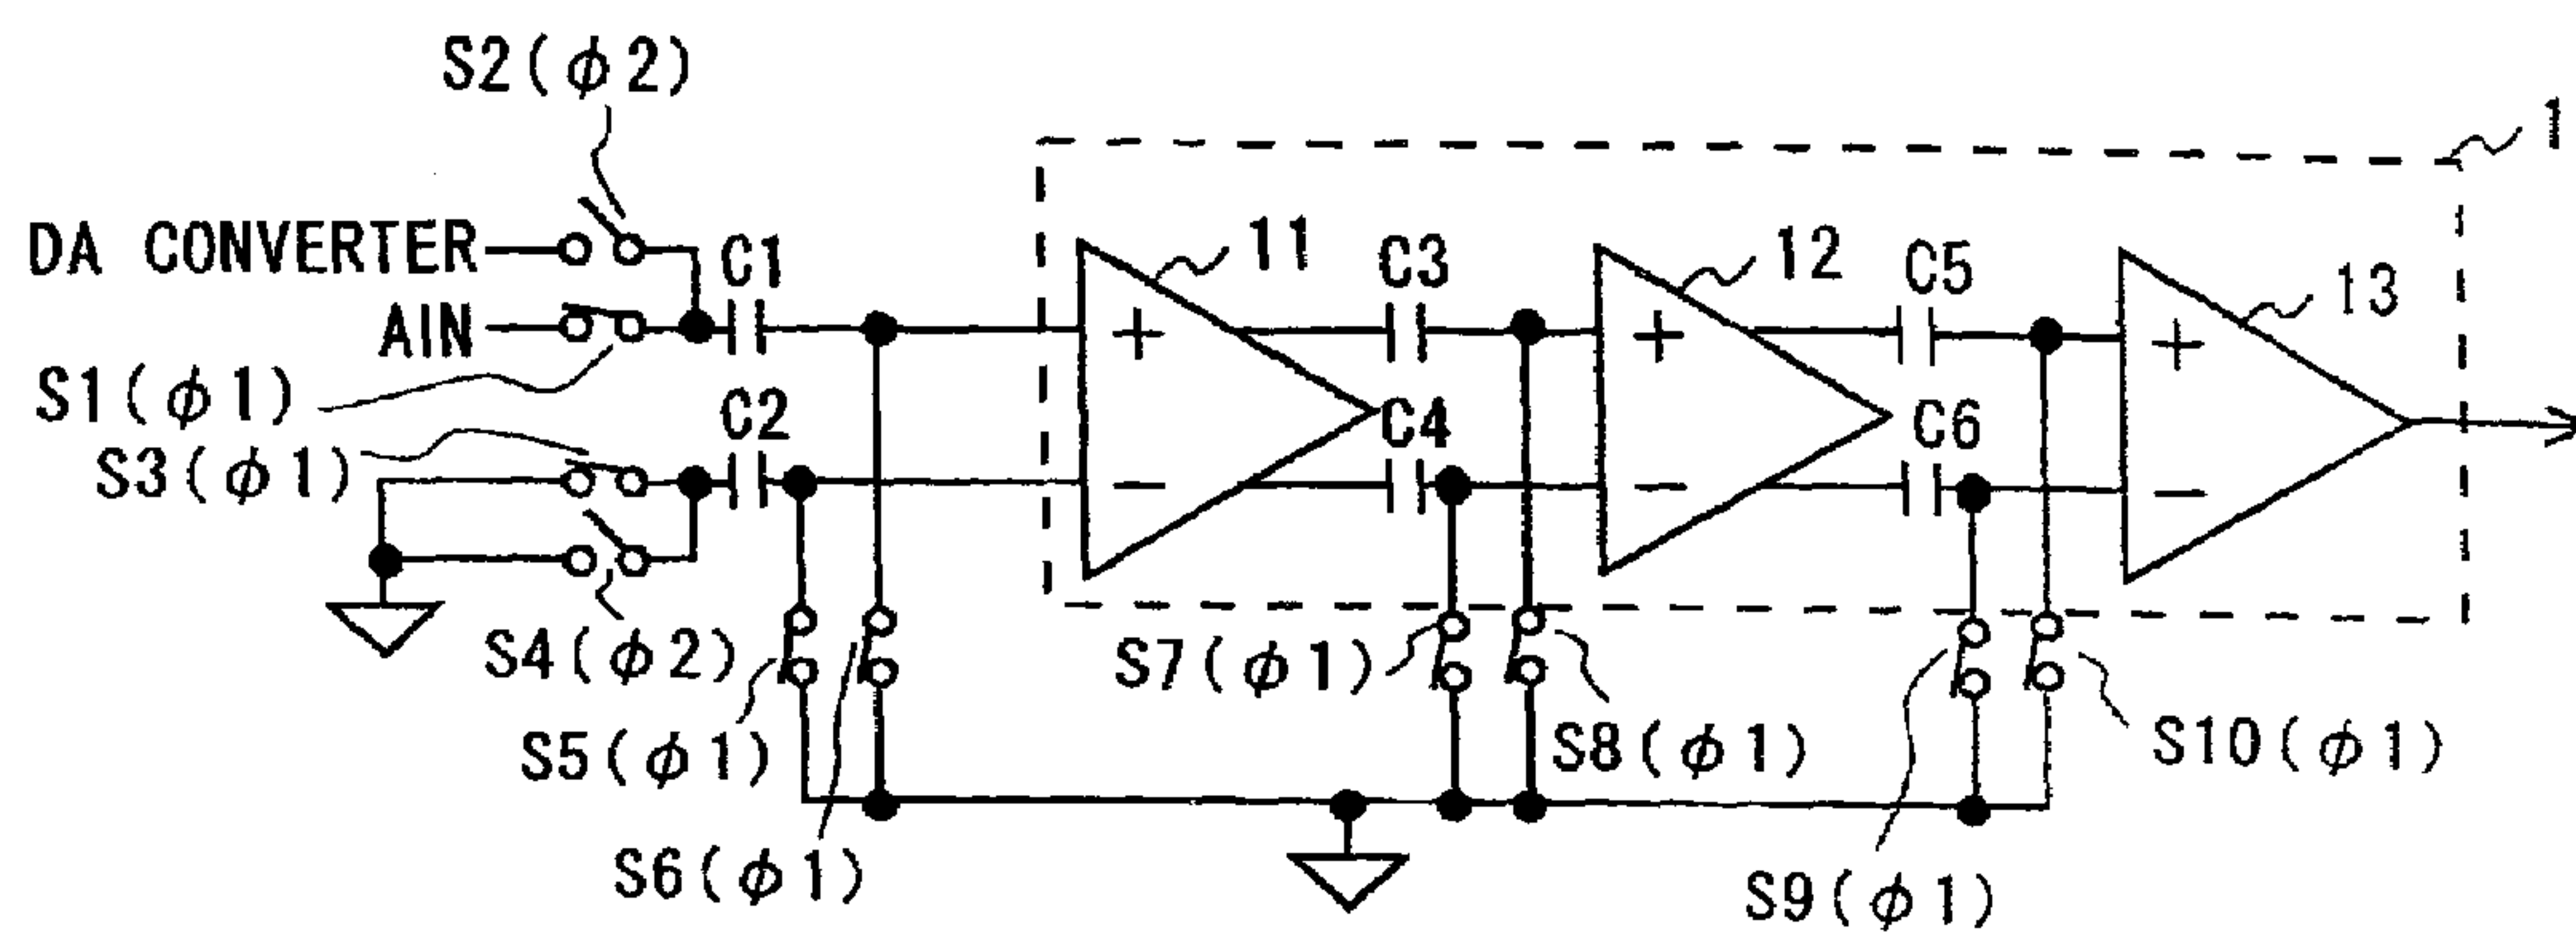 S2(φ2)
1
DA CONVERTER
C1
11
C3
12
C5
13
AIN
+
+
+
S1(φ1)
C2
C4
C6
S3(φ1)
−
−
−
S4(φ2)
S7(φ1)
S5(φ1)
S8(φ1)
S10(φ1)
S6(φ1)
S9(φ1)